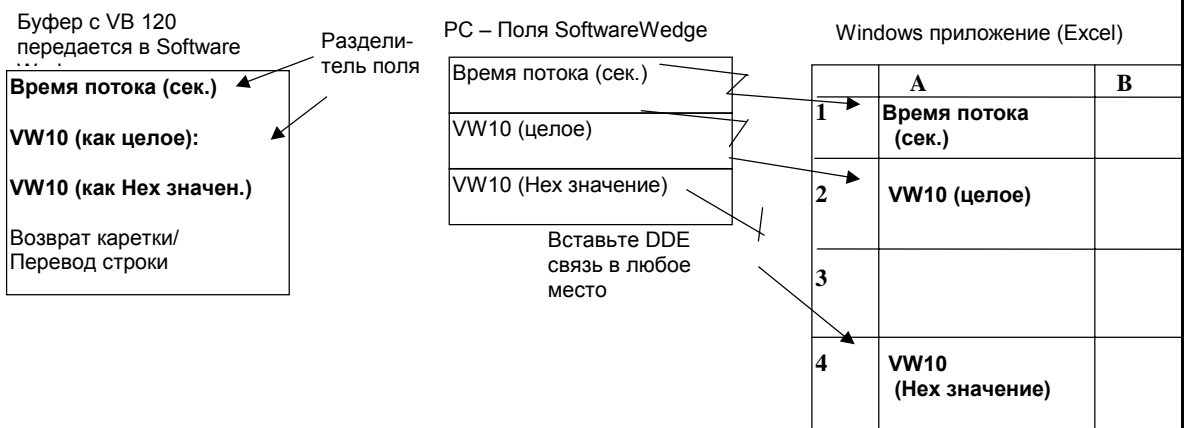 Буфер с VB 120
передается в Software
Время потока (сек.)
VW10 (как целое):
VW10 (как Hex значен.)
Возврат каретки/
Перевод строки
Раздели-
тель поля
PC – Поля SoftwareWedge
Время потока (сек.)
VW10 (целое)
VW10 (Hex значение)
Вставьте DDE
связь в любое
место
Windows приложение (Excel)
A B
1 Время потока
(сек.)
2 VW10 (целое)
3
4 VW10
(Hex значение)